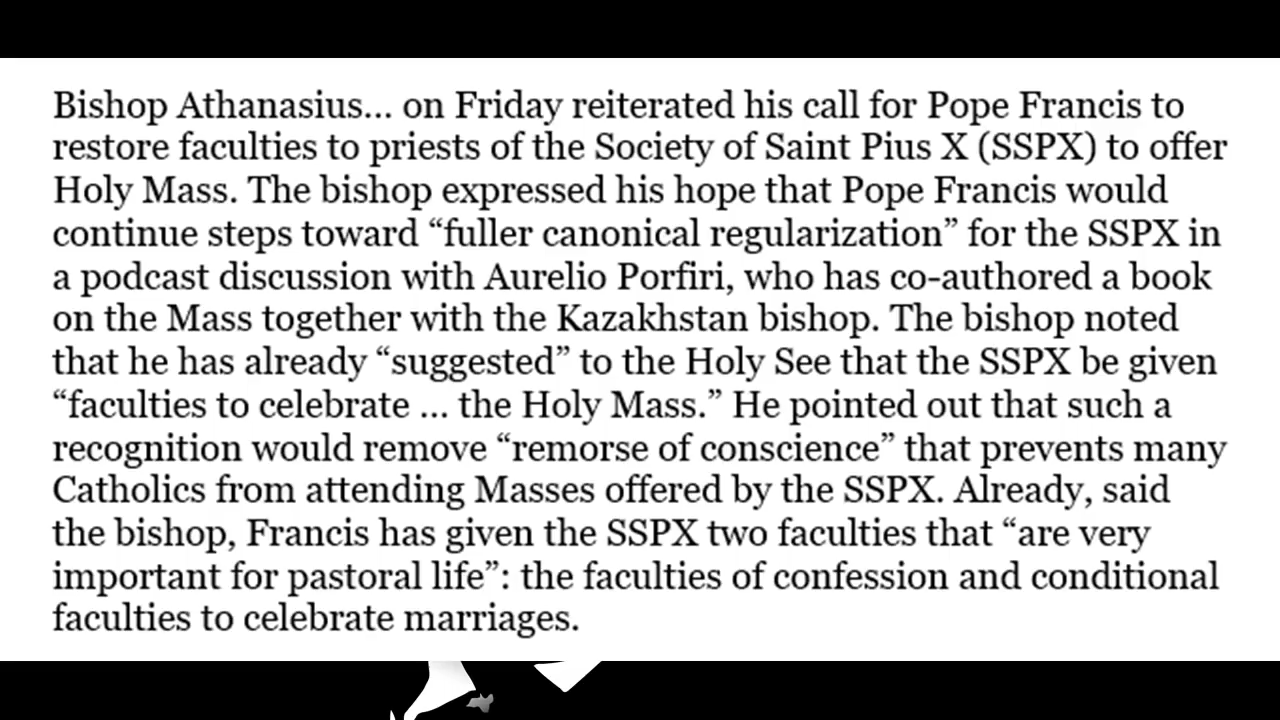 Bishop Athanasius... on Friday reiterated his call for Pope Francis to
restore faculties to priests of the Society of Saint Pius X (SSPX) to offer
Holy Mass. The bishop expressed his hope that Pope Francis would
continue steps toward “fuller canonical regularization” for the SSPX in
a podcast discussion with Aurelio Porfiri, who has co-authored a book
on the Mass together with the Kazakhstan bishop. The bishop noted
that he has already “suggested” to the Holy See that the SSPX be given
“faculties to celebrate ... the Holy Mass.” He pointed out that such a
recognition would remove “remorse of conscience” that prevents many
Catholics from attending Masses offered by the SSPX. Already, said
the bishop, Francis has given the SSPX two faculties that “are very
important for pastoral life”: the faculties of confession and conditional
faculties to celebrate marriages.